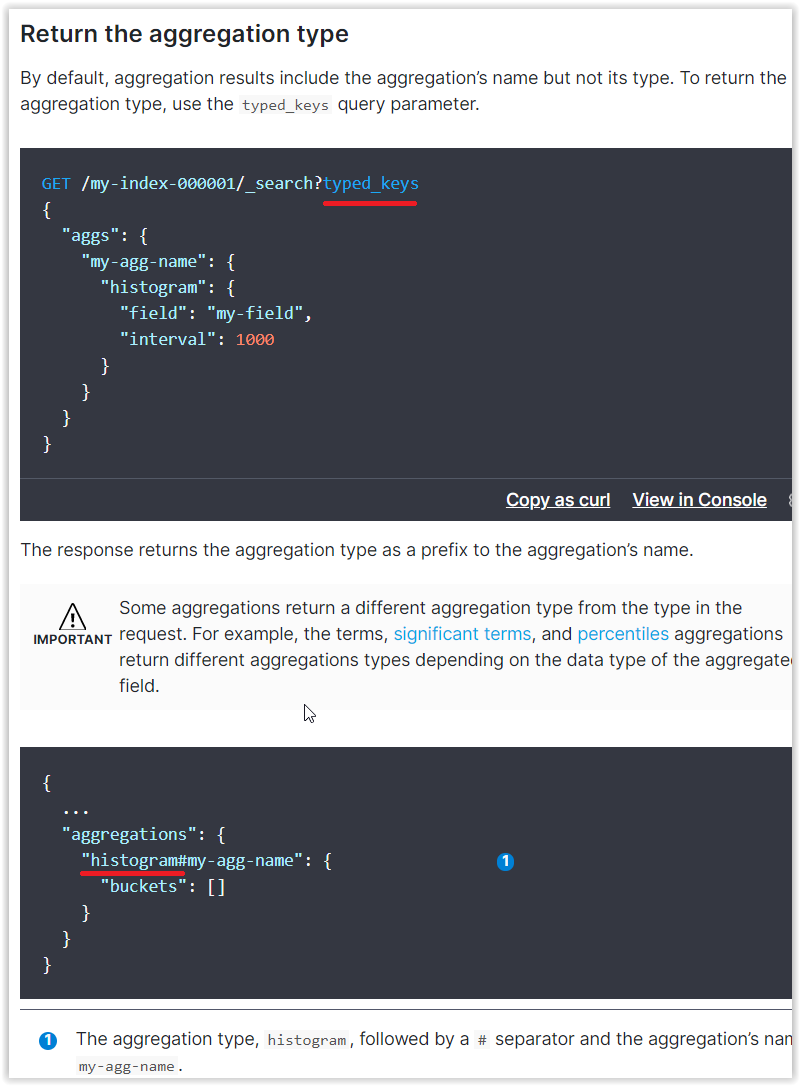 Return the aggregation type
By default, aggregation results include the aggregation’s name but not its type. To return the
aggregation type, use the typed_keys query parameter.
GET /my-index-000001/_search?typed_keys
{
  "aggs": {
    "my-agg-name": {
      "histogram": {
        "field": "my-field",
        "interval": 1000
      }
    }
  }
}
Copy as curl View in Console
The response returns the aggregation type as a prefix to the aggregation’s name.
Some aggregations return a different aggregation type from the type in the
IMPORTANT request. For example, the terms, significant terms, and percentiles aggregations
return different aggregations types depending on the data type of the aggregated
field.
{
  ...
  "aggregations": {
    "histogram#my-agg-name": { 1
      "buckets": []
    }
  }
}
1 The aggregation type, histogram, followed by a # separator and the aggregation’s
my-agg-name.